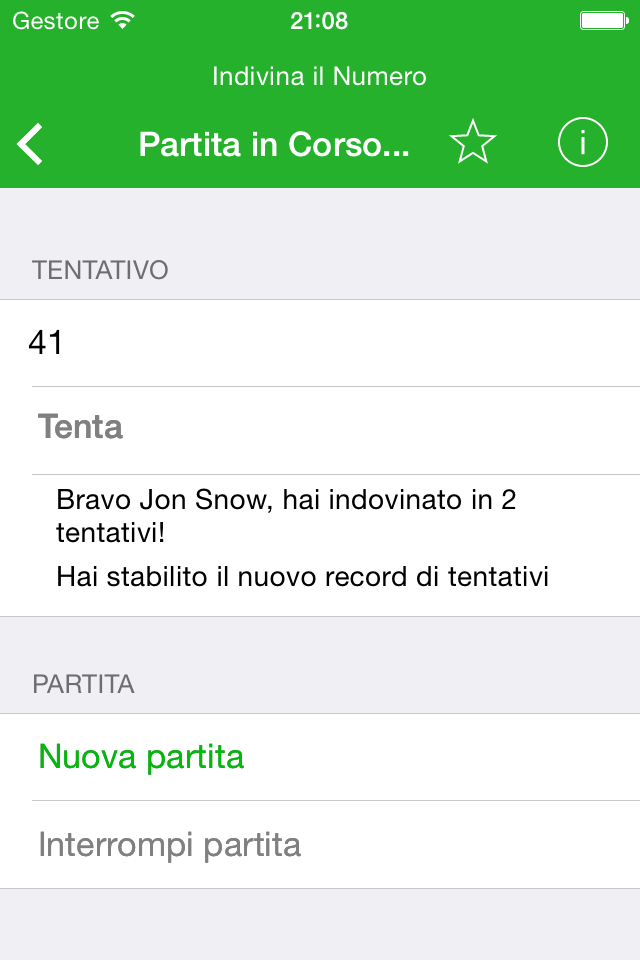 Gestore 21:08
Indivina il Numero
Partita in Corso...
TENTATIVO
41
Tenta
Bravo Jon Snow, hai indovinato in 2
tentativi!
Hai stabilito il nuovo record di tentativi
PARTITA
Nuova partita
Interrompi partita